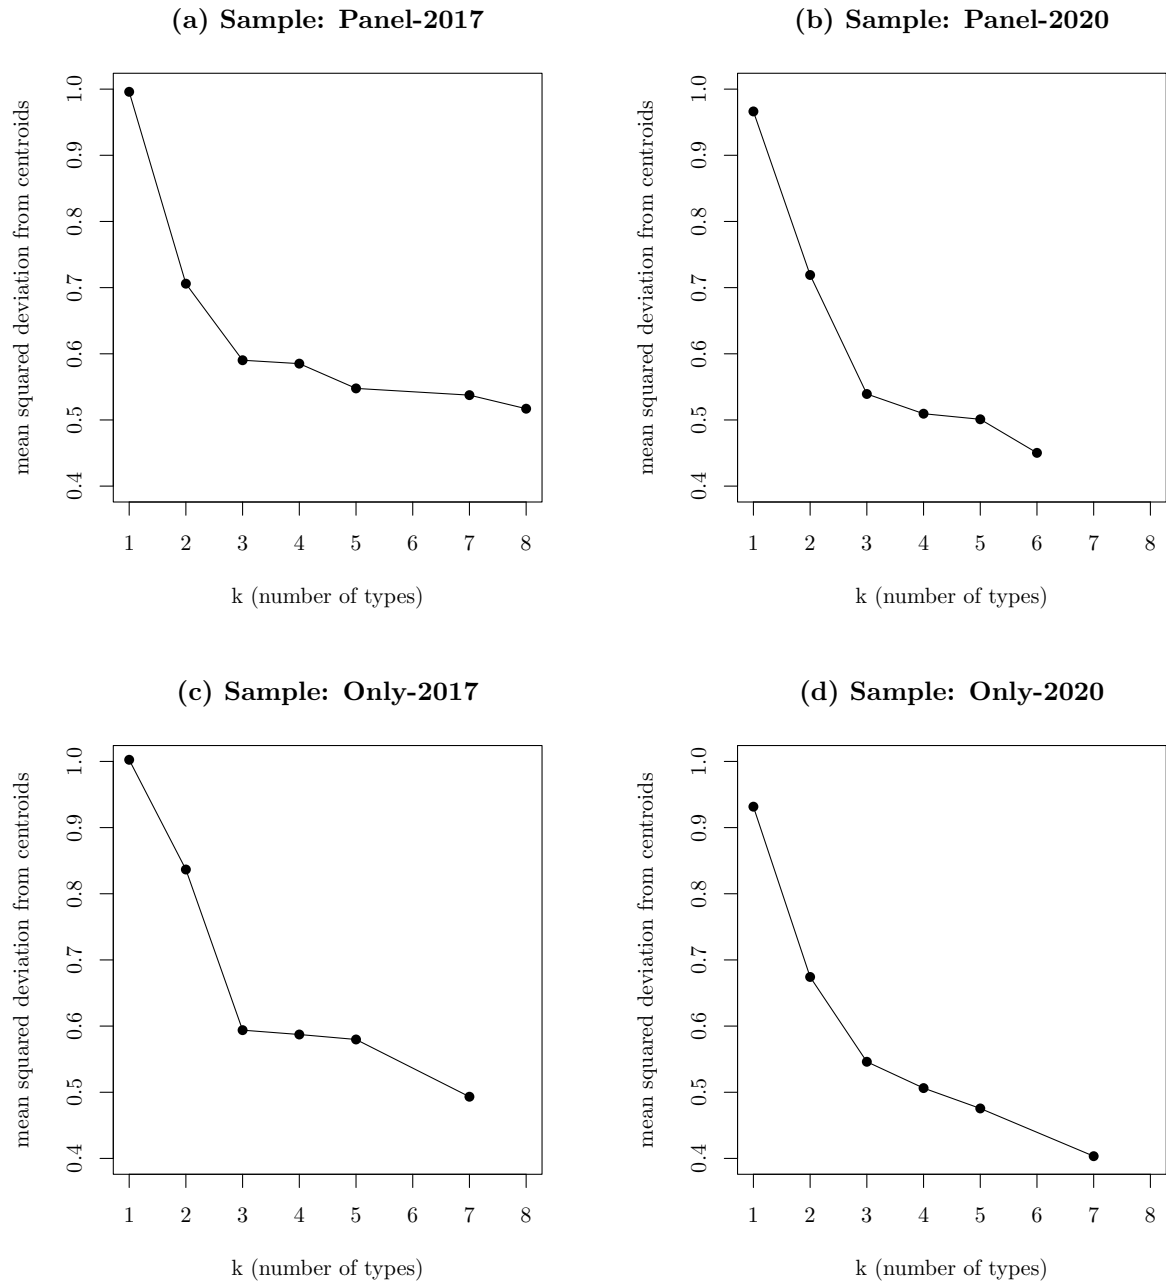 (a) Sample: Panel-2017
mean squared deviation from centroids
1.0
0.9
0.8
0.7
0.6
0.5
0.4
1 2 3 4 5 6 7 8
k (number of types)
(b) Sample: Panel-2020
mean squared deviation from centroids
1.0
0.9
0.8
0.7
0.6
0.5
0.4
1 2 3 4 5 6 7 8
k (number of types)
(c) Sample: Only-2017
mean squared deviation from centroids
1.0
0.9
0.8
0.7
0.6
0.5
0.4
1 2 3 4 5 6 7 8
k (number of types)
(d) Sample: Only-2020
mean squared deviation from centroids
1.0
0.9
0.8
0.7
0.6
0.5
0.4
1 2 3 4 5 6 7 8
k (number of types)